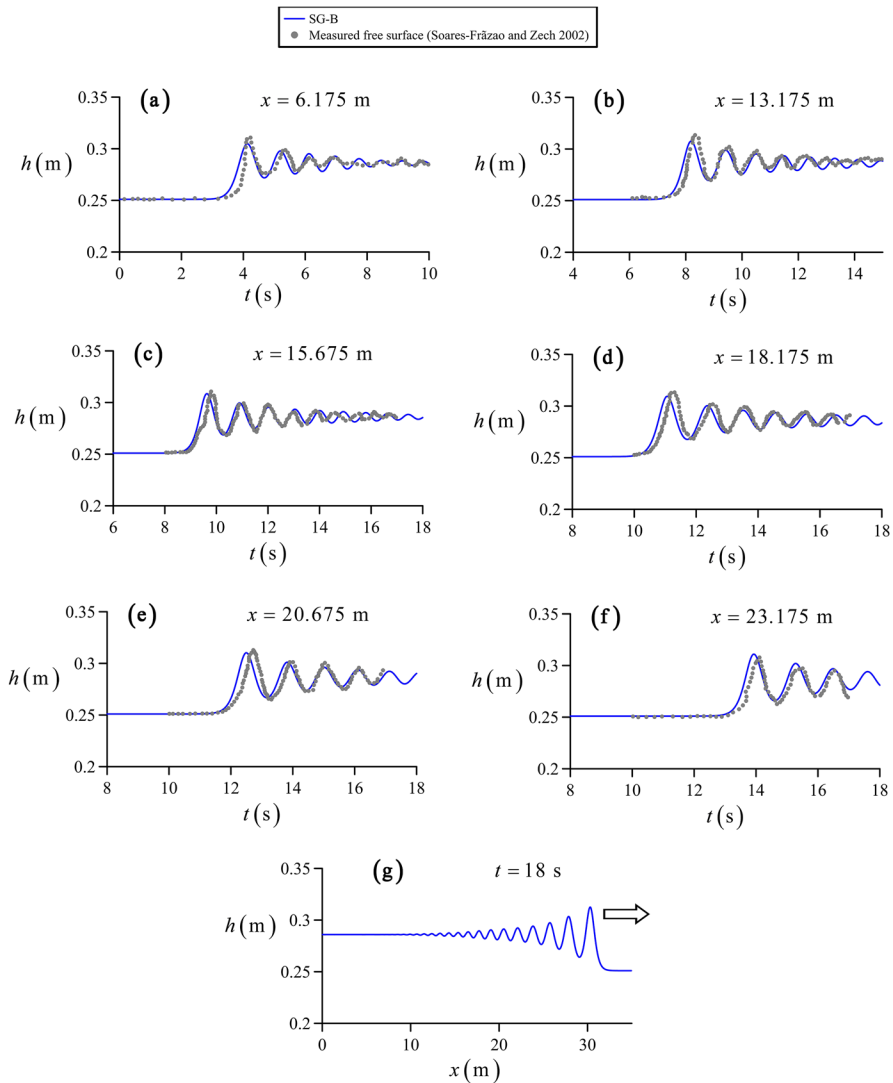 SG-B
Measured free surface (Soares-Frãzao and Zech 2002)
(a) x = 6.175 m
0.35
0.3
0.25
0.2
h(m)
0 2 4 6 8 10
t(s)
(b) x = 13.175 m
0.35
0.3
0.25
0.2
h(m)
4 6 8 10 12 14
t(s)
(c) x = 15.675 m
0.35
0.3
0.25
0.2
h(m)
6 8 10 12 14 16 18
t(s)
(d) x = 18.175 m
0.35
0.3
0.25
0.2
h(m)
8 10 12 14 16 18
t(s)
(e) x = 20.675 m
0.35
0.3
0.25
0.2
h(m)
8 10 12 14 16 18
t(s)
(f) x = 23.175 m
0.35
0.3
0.25
0.2
h(m)
8 10 12 14 16 18
t(s)
(g) t = 18 s
0.35
0.3
0.25
0.2
h(m)
0 10 20 30
x(m)